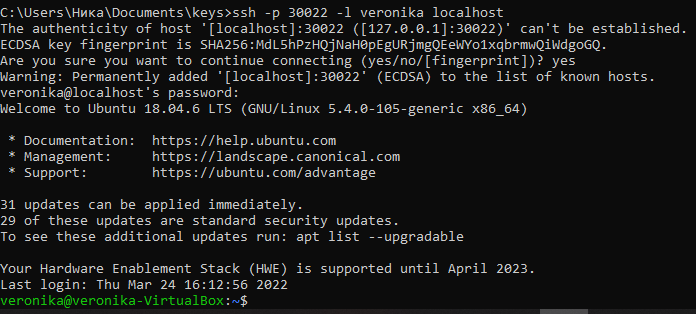 C:\Users\Ника\Documents\keys>ssh -p 30022 -l veronika localhost
The authenticity of host '[localhost]:30022 ([127.0.0.1]:30022)' can't be established.
ECDSA key fingerprint is SHA256:MdL5hPzHQjNaH0pEgURjmgQEeWYo1xqbrmwQiWdgoGQ.
Are you sure you want to continue connecting (yes/no/[fingerprint])? yes
Warning: Permanently added '[localhost]:30022' (ECDSA) to the list of known hosts.
veronika@localhost's password:
Welcome to Ubuntu 18.04.6 LTS (GNU/Linux 5.4.0-105-generic x86_64)
* Documentation:  https://help.ubuntu.com
* Management:     https://landscape.canonical.com
* Support:        https://ubuntu.com/advantage
31 updates can be applied immediately.
29 of these updates are standard security updates.
To see these additional updates run: apt list --upgradable
Your Hardware Enablement Stack (HWE) is supported until April 2023.
Last login: Thu Mar 24 16:12:56 2022
veronika@veronika-VirtualBox:~$